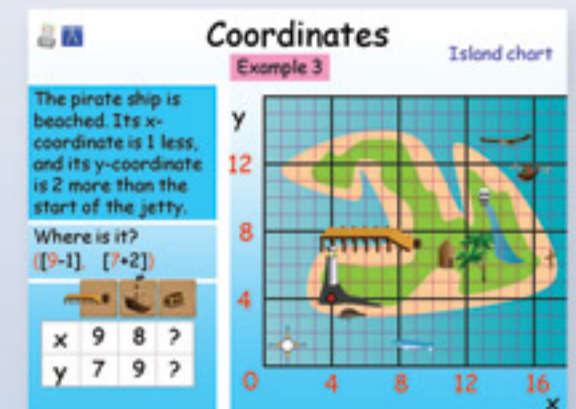 Coordinates
Example 3
Island chart
The pirate ship is
beached. Its x-
coordinate is 1 less,
and its y-coordinate
is 2 more than the
start of the jetty.
Where is it?
([9-1], [7+2])
x 9 8 ?
y 7 9 ?
y
12
8
4
0 4 8 12 16
x